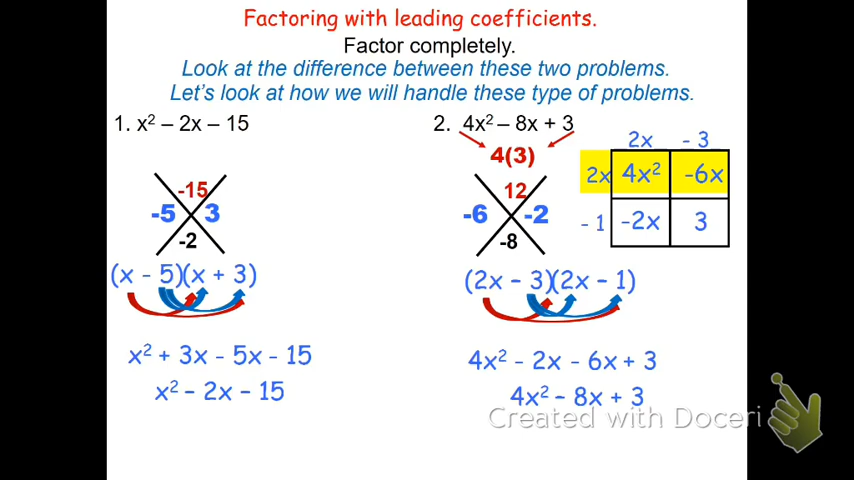 Factoring with leading coefficients.
Factor completely.
Look at the difference between these two problems.
Let's look at how we will handle these type of problems.
1. x² – 2x – 15
-15
-5 3
-2
(x - 5)(x + 3)
x² + 3x - 5x - 15
x² – 2x – 15
2. 4x² – 8x + 3
4(3)
12
-6 -2
-8
(2x – 3)(2x – 1)
4x² - 2x - 6x + 3
4x² – 8x + 3
2x - 3
2x 4x² -6x
- 1 -2x 3
Created with Doceri